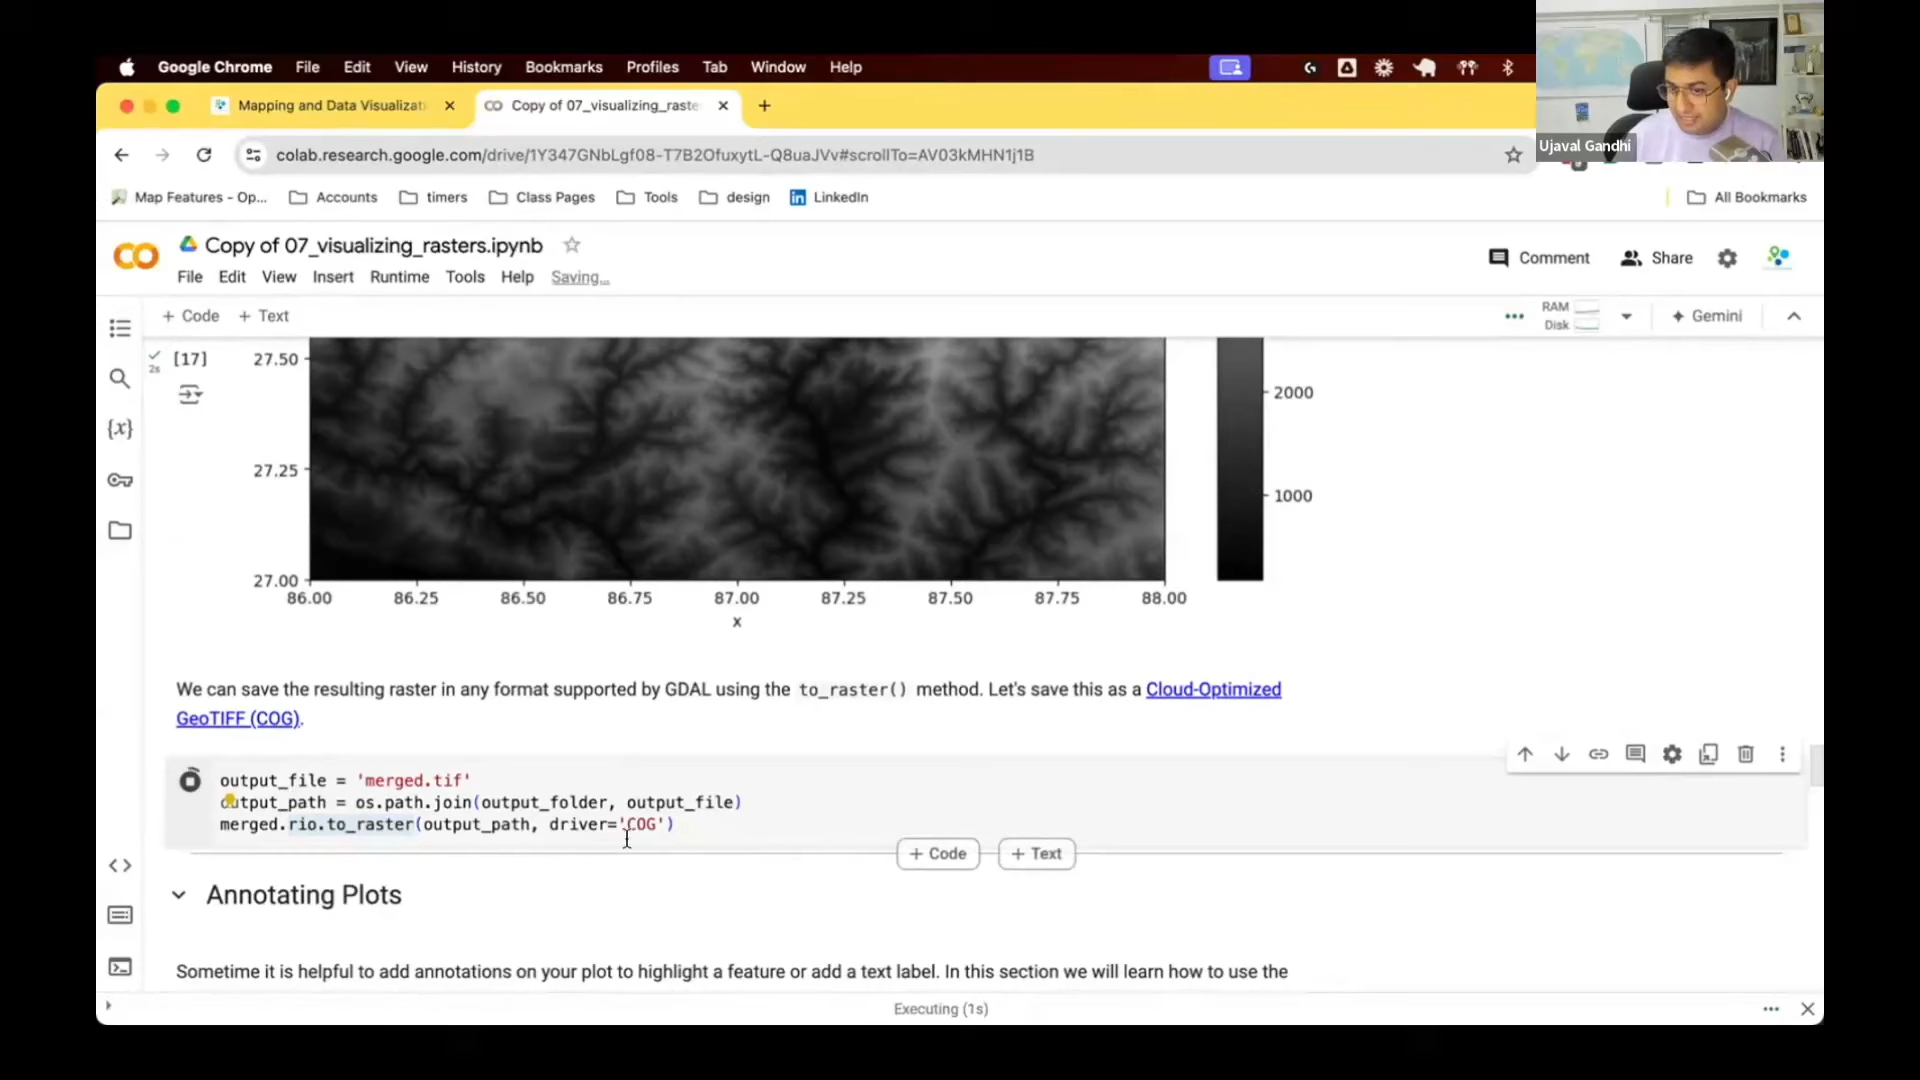 Google Chrome File Edit View History Bookmarks Profiles Tab Window Help
Ujaval Gandhi
Mapping and Data Visualizat
Copy of 07_visualizing_raste
colab.research.google.com/drive/1Y347GNbLgf08-T7B2OfuxytL-Q8uaJVv#scrollTo=AV03kMHN1j1B
Map Features - Op... Accounts timers Class Pages Tools design LinkedIn All Bookmarks
Copy of 07_visualizing_rasters.ipynb
Comment Share
File Edit View Insert Runtime Tools Help Saving...
+ Code + Text
RAM
Disk
Gemini
[17]
2s
27.50
2000
{x}
27.25
1000
27.00
86.00 86.25 86.50 86.75 87.00 87.25 87.50 87.75 88.00
x
We can save the resulting raster in any format supported by GDAL using the to_raster() method. Let's save this as a Cloud-Optimized
GeoTIFF (COG).
output_file = 'merged.tif'
output_path = os.path.join(output_folder, output_file)
merged.rio.to_raster(output_path, driver='COG')
+ Code + Text
Annotating Plots
Sometime it is helpful to add annotations on your plot to highlight a feature or add a text label. In this section we will learn how to use the
Executing (1s)